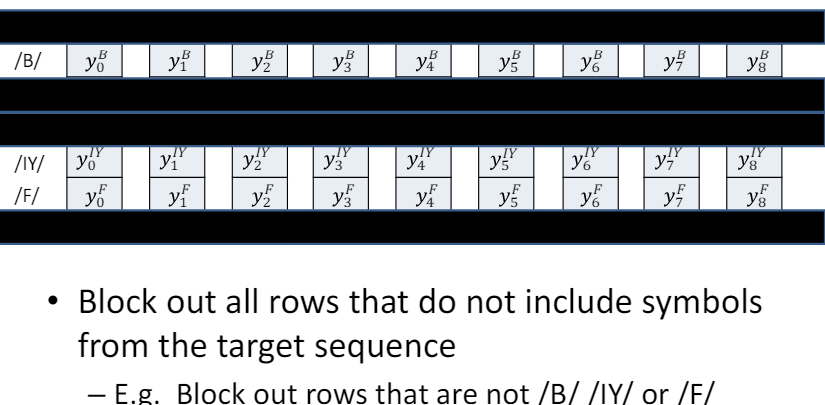 /B/ y_0^B y_1^B y_2^B y_3^B y_4^B y_5^B y_6^B y_7^B y_8^B
/IY/ y_0^{IY} y_1^{IY} y_2^{IY} y_3^{IY} y_4^{IY} y_5^{IY} y_6^{IY} y_7^{IY} y_8^{IY}
/F/ y_0^F y_1^F y_2^F y_3^F y_4^F y_5^F y_6^F y_7^F y_8^F
• Block out all rows that do not include symbols
from the target sequence
– E.g. Block out rows that are not /B/ /IY/ or /F/